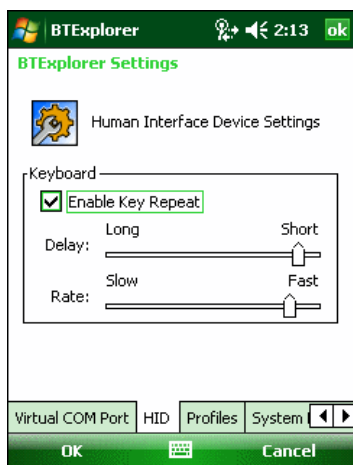 BTExplorer 2:13 ok
BTExplorer Settings
Human Interface Device Settings
Keyboard
Enable Key Repeat
Long Short
Delay:
Slow Fast
Rate:
Virtual COM Port HID Profiles System
OK Cancel